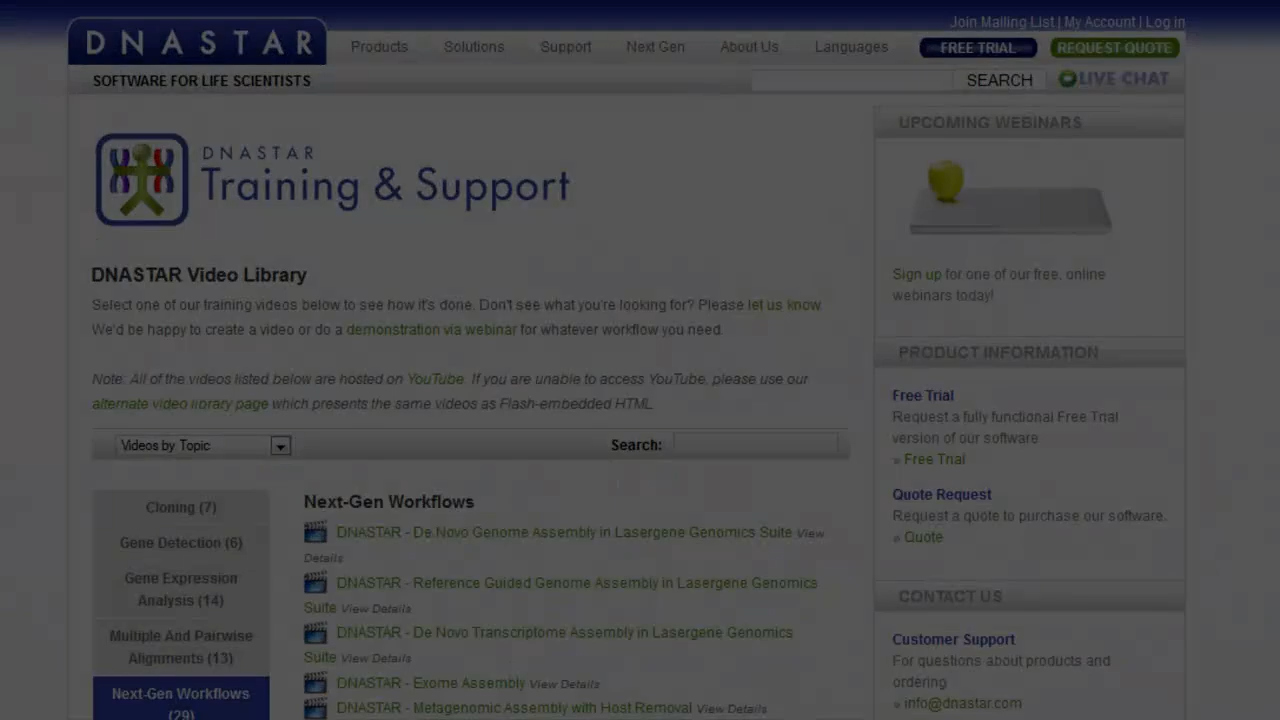 Join Mailing List | My Account | Log in
DNASTAR
Products Solutions Support Next Gen About Us Languages FREE TRIAL REQUEST QUOTE
SOFTWARE FOR LIFE SCIENTISTS
SEARCH LIVE CHAT
DNASTAR
Training & Support
DNASTAR Video Library
Select one of our training videos below to see how it's done. Don't see what you're looking for? Please let us know.
We'd be happy to create a video or do a demonstration via webinar for whatever workflow you need.
Note: All of the videos listed below are hosted on YouTube. If you are unable to access YouTube, please use our
alternate video library page which presents the same videos as Flash-embedded HTML.
Videos by Topic
Search:
Cloning (7)
Gene Detection (6)
Gene Expression
Analysis (14)
Multiple And Pairwise
Alignments (13)
Next-Gen Workflows
(29)
Next-Gen Workflows
DNASTAR - De Novo Genome Assembly in Lasergene Genomics Suite View
Details
DNASTAR - Reference Guided Genome Assembly in Lasergene Genomics
Suite View Details
DNASTAR - De Novo Transcriptome Assembly in Lasergene Genomics
Suite View Details
DNASTAR - Exome Assembly View Details
DNASTAR - Metagenomic Assembly with Host Removal View Details
UPCOMING WEBINARS
Sign up for one of our free, online
webinars today!
PRODUCT INFORMATION
Free Trial
Request a fully functional Free Trial
version of our software
» Free Trial
Quote Request
Request a quote to purchase our software.
» Quote
CONTACT US
Customer Support
For questions about products and
ordering
» info@dnastar.com